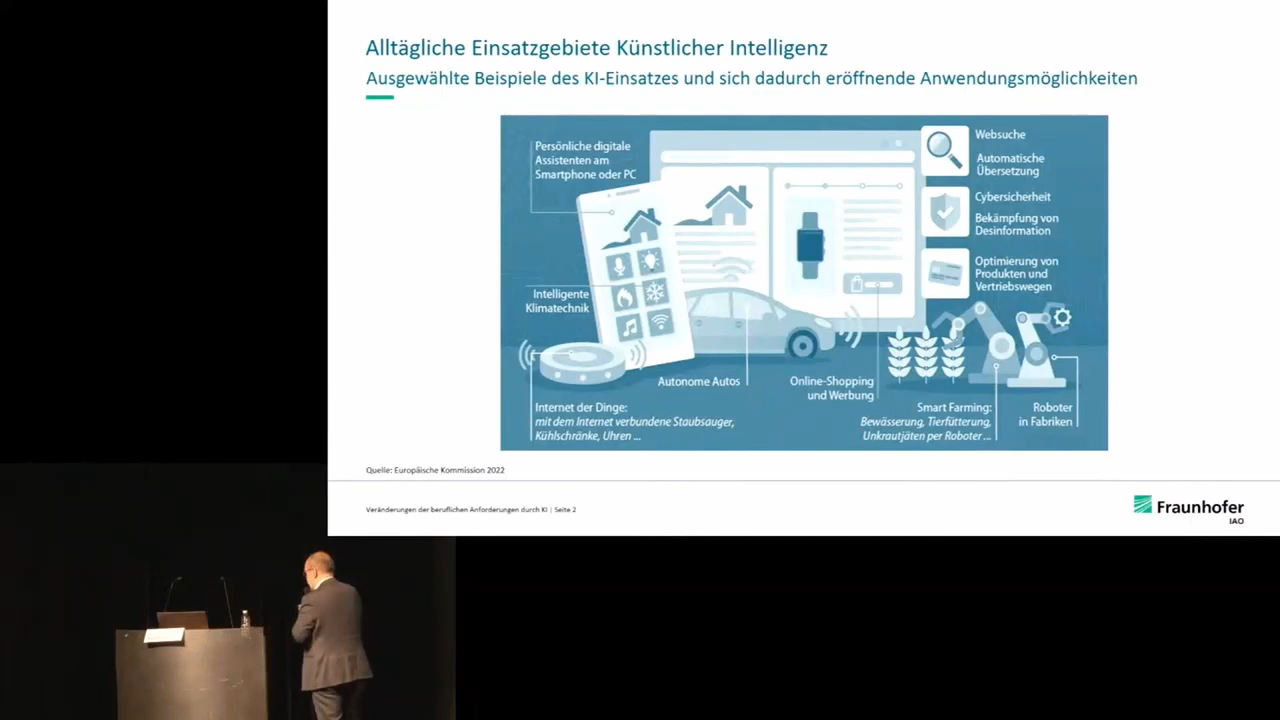 Alltägliche Einsatzgebiete Künstlicher Intelligenz
Ausgewählte Beispiele des KI-Einsatzes und sich dadurch eröffnende Anwendungsmöglichkeiten
Persönliche digitale
Assistenten am
Smartphone oder PC
Intelligente
Klimatechnik
Internet der Dinge:
mit dem Internet verbundene Staubsauger,
Kühlschränke, Uhren ...
Autonome Autos
Online-Shopping
und Werbung
Websuche
Automatische
Übersetzung
Cybersicherheit
Bekämpfung von
Desinformation
Optimierung von
Produkten und
Vertriebswegen
Smart Farming:
Bewässerung, Tierfütterung,
Unkrautjäten per Roboter ...
Roboter
in Fabriken
Quelle: Europäische Kommission 2022
Veränderungen der beruflichen Anforderungen durch KI | Seite 2
Fraunhofer
IAO